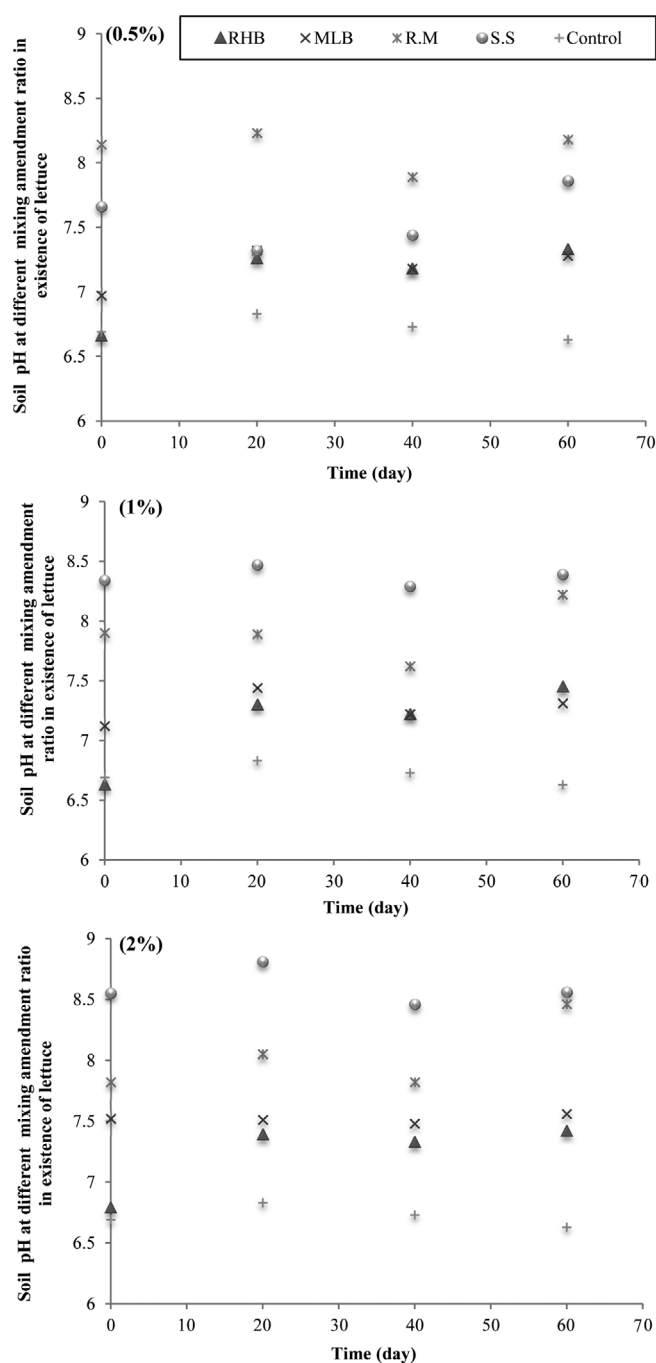 RHB MLB R.M S.S Control
(0.5%)
9
8.5
8
7.5
7
6.5
6
Soil pH at different mixing amendment ratio in
existence of lettuce
0 10 20 30 40 50 60 70
Time (day)
(1%)
9
8.5
8
7.5
7
6.5
6
Soil pH at different mixing amendment
ratio in existence of lettuce
0 10 20 30 40 50 60 70
Time (day)
(2%)
9
8.5
8
7.5
7
6.5
6
Soil pH at different mixing amendment ratio
in existence of lettuce
0 10 20 30 40 50 60 70
Time (day)